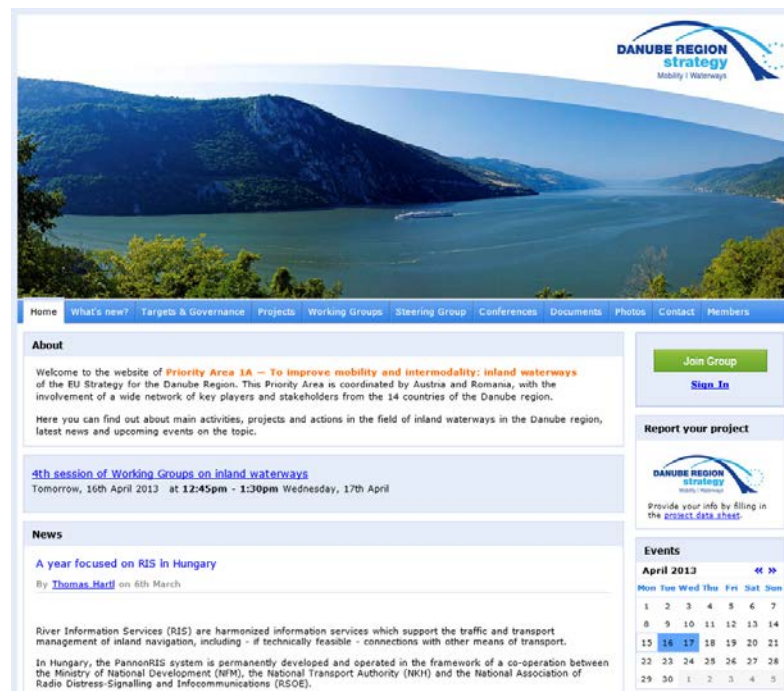 DANUBE REGION
strategy
Mobility | Waterways
Home What's new? Targets & Governance Projects Working Groups Steering Group Conferences Documents Photos Contact Members
About
Welcome to the website of Priority Area 1A — To improve mobility and intermodality: inland waterways
of the EU Strategy for the Danube Region. This Priority Area is coordinated by Austria and Romania, with the
involvement of a wide network of key players and stakeholders from the 14 countries of the Danube region.
Here you can find out about main activities, projects and actions in the field of inland waterways in the Danube region,
latest news and upcoming events on the topic.
4th session of Working Groups on inland waterways
Tomorrow, 16th April 2013 at 12:45pm - 1:30pm Wednesday, 17th April
News
A year focused on RIS in Hungary
By Thomas Hartl on 6th March
River Information Services (RIS) are harmonized information services which support the traffic and transport
management of inland navigation, including - if technically feasible - connections with other means of transport.
In Hungary, the PannonRIS system is permanently developed and operated in the framework of a co-operation between
the Ministry of National Development (NFM), the National Transport Authority (NKH) and the National Association of
Radio Distress-Signalling and Infocommunications (RSOE).
Join Group
Sign In
Report your project
DANUBE REGION
strategy
Mobility | Waterways
Provide your info by filling in
the project data sheet.
Events
April 2013 « »
Mon Tue Wed Thu Fri Sat Sun
1 2 3 4 5 6 7
8 9 10 11 12 13 14
15 16 17 18 19 20 21
22 23 24 25 26 27 28
29 30 1 2 3 4 5